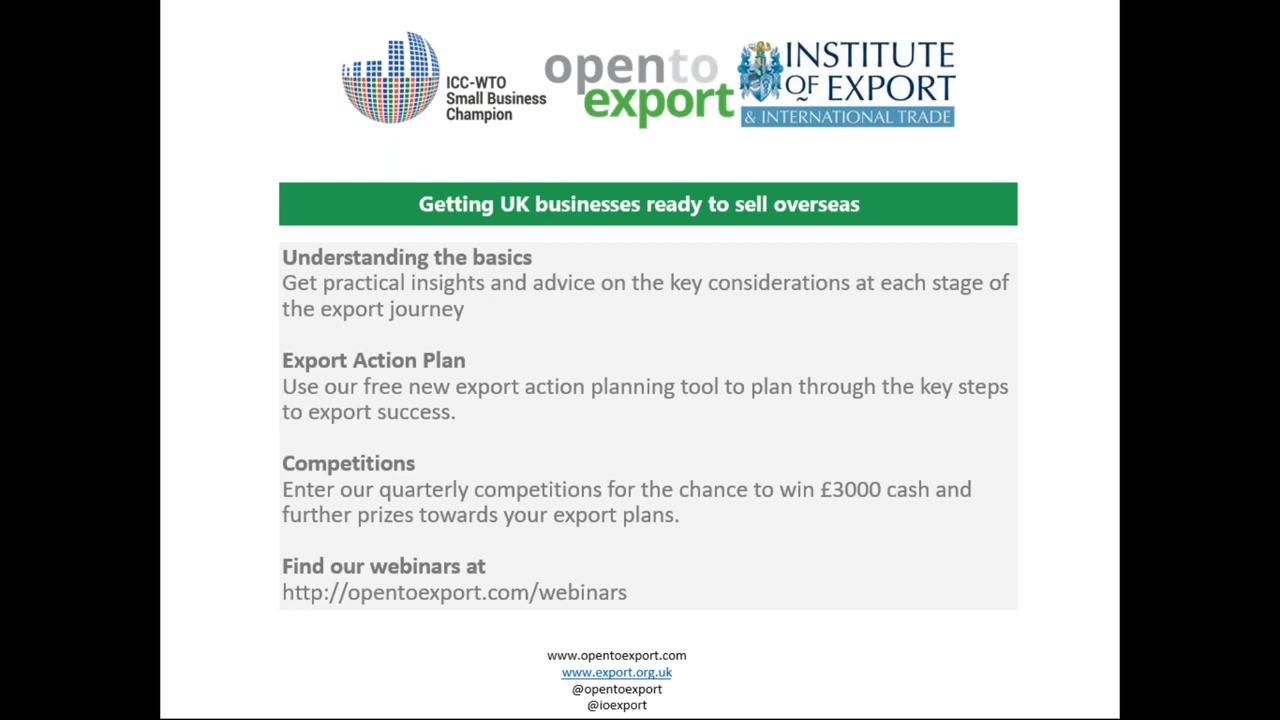 ICC-WTO
Small Business
Champion
opento
export
INSTITUTE
OF EXPORT
& INTERNATIONAL TRADE
Getting UK businesses ready to sell overseas
Understanding the basics
Get practical insights and advice on the key considerations at each stage of
the export journey
Export Action Plan
Use our free new export action planning tool to plan through the key steps
to export success.
Competitions
Enter our quarterly competitions for the chance to win £3000 cash and
further prizes towards your export plans.
Find our webinars at
http://opentoexport.com/webinars
www.opentoexport.com
www.export.org.uk
@opentoexport
@ioexport